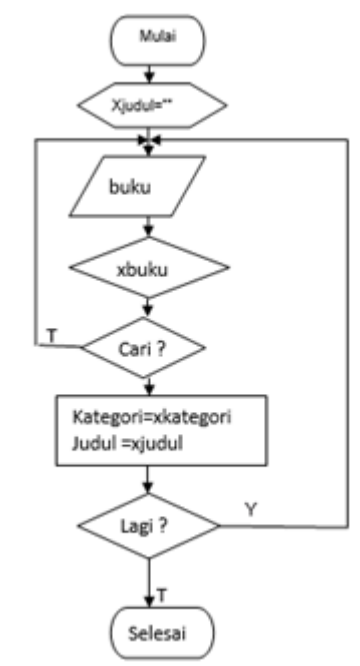 Mulai
Xjudul=""
buku
xbuku
T
Cari ?
Kategori=xkategori
Judul =xjudul
Lagi ?
Y
T
Selesai